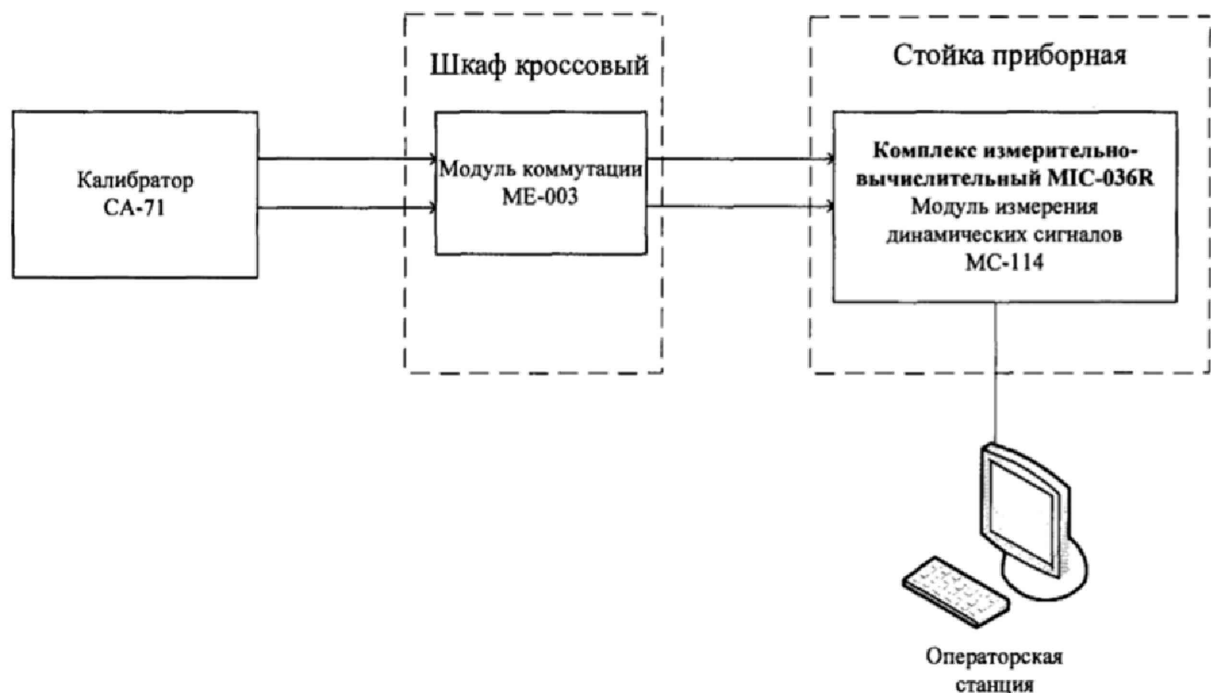 Шкаф кроссовый
Стойка приборная
Калибратор
СА-71
Модуль коммутации
МЕ-003
Комплекс измерительно-
вычислительный MIC-036R
Модуль измерения
динамических сигналов
МС-114
Операторская
станция